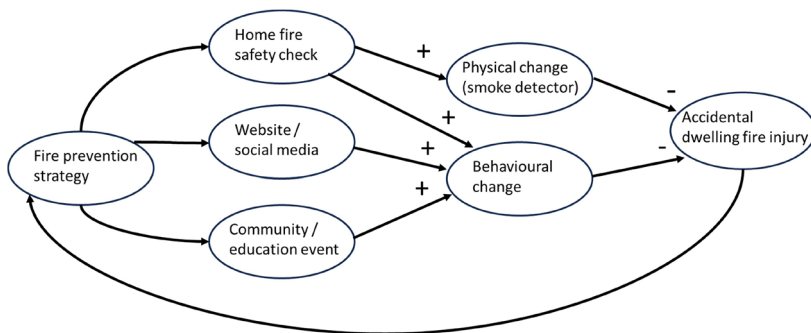 Home fire
safety check
+
Physical change
(smoke detector)
-
Accidental
dwelling fire injury
+
Website /
social media
+
-
Fire prevention
strategy
Behavioural
change
+
Community /
education event